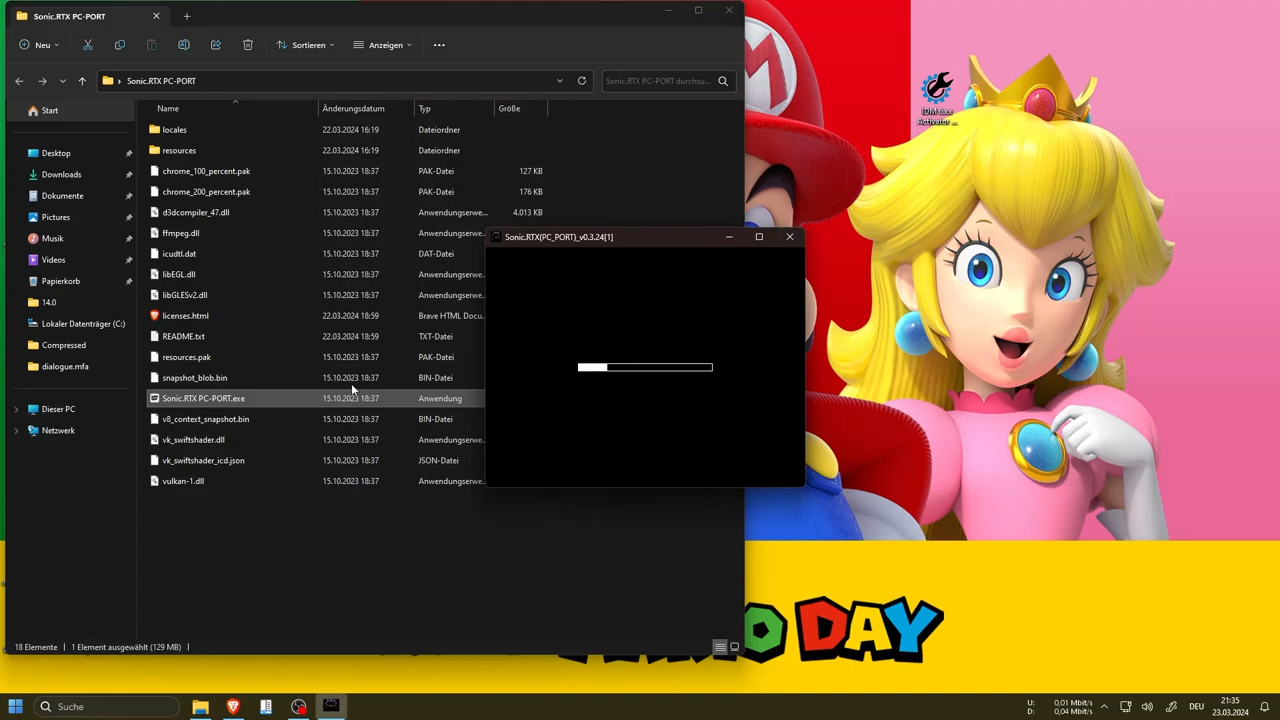 Sonic.RTX PC-PORT
Neu
Sortieren
Anzeigen
Sonic.RTX PC-PORT
Sonic.RTX PC-PORT durchsu...
Start
Desktop
Downloads
Dokumente
Pictures
Musik
Videos
Papierkorb
14.0
Lokaler Datenträger (C:)
Compressed
dialogue.mfa
Dieser PC
Netzwerk
Name Änderungsdatum Typ Größe
locales 22.03.2024 16:19 Dateiordner
resources 22.03.2024 16:19 Dateiordner
chrome_100_percent.pak 15.10.2023 18:37 PAK-Datei 127 KB
chrome_200_percent.pak 15.10.2023 18:37 PAK-Datei 176 KB
d3dcompiler_47.dll 15.10.2023 18:37 Anwendungserwe... 4.013 KB
ffmpeg.dll 15.10.2023 18:37 Anwendungserwe...
icudtl.dat 15.10.2023 18:37 DAT-Datei
libEGL.dll 15.10.2023 18:37 Anwendungserwe...
libGLESv2.dll 15.10.2023 18:37 Anwendungserwe...
licenses.html 22.03.2024 18:59 Brave HTML Docu...
README.txt 22.03.2024 18:59 TXT-Datei
resources.pak 15.10.2023 18:37 PAK-Datei
snapshot_blob.bin 15.10.2023 18:37 BIN-Datei
Sonic.RTX PC-PORT.exe 15.10.2023 18:37 Anwendung
v8_context_snapshot.bin 15.10.2023 18:37 BIN-Datei
vk_swiftshader.dll 15.10.2023 18:37 Anwendungserwe...
vk_swiftshader_icd.json 15.10.2023 18:37 JSON-Datei
vulkan-1.dll 15.10.2023 18:37 Anwendungserwe...
Sonic.RTX(PC_PORT)_v0.3.24[1]
18 Elemente 1 Element ausgewählt (129 MB)
IDM 6.xx
Activator ...
M
DAY
Suche
U: 0,01 Mbit/s
D: 0,04 Mbit/s
DEU
21:35
23.03.2024